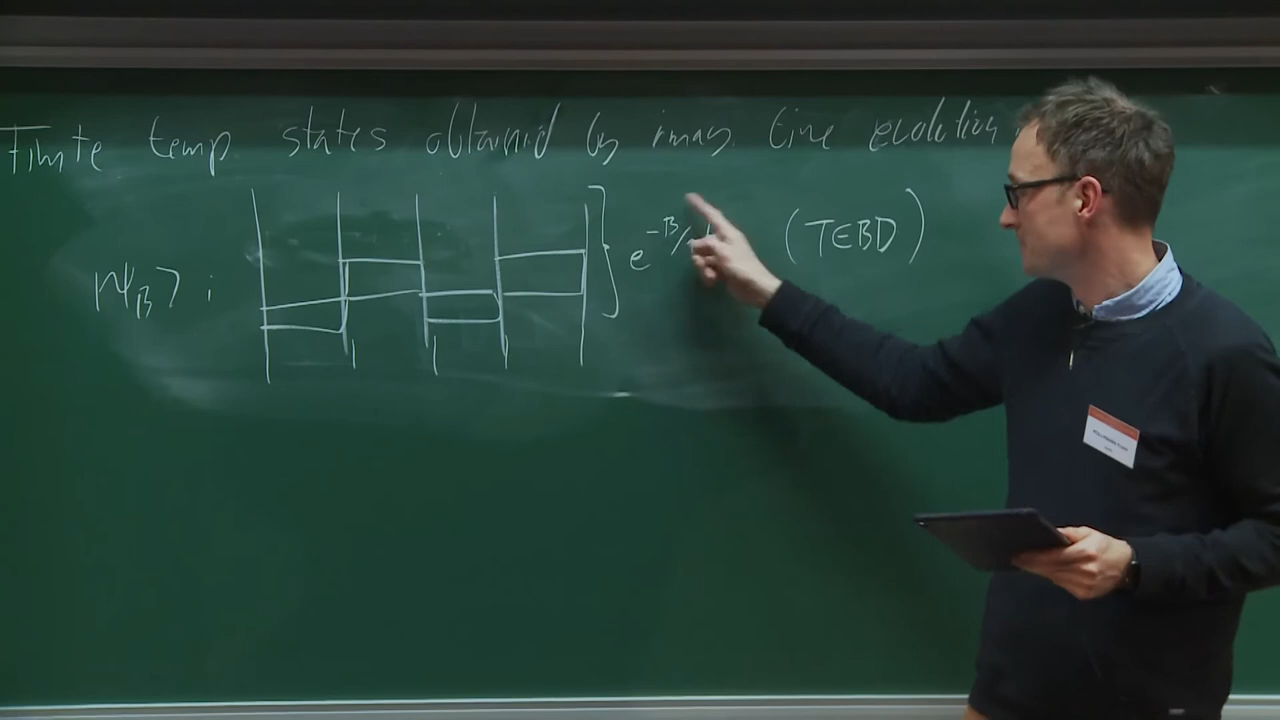 Finite temp states obtained by imag. time evolution
|ψ_β> : } e^{-β/ (TEBD)